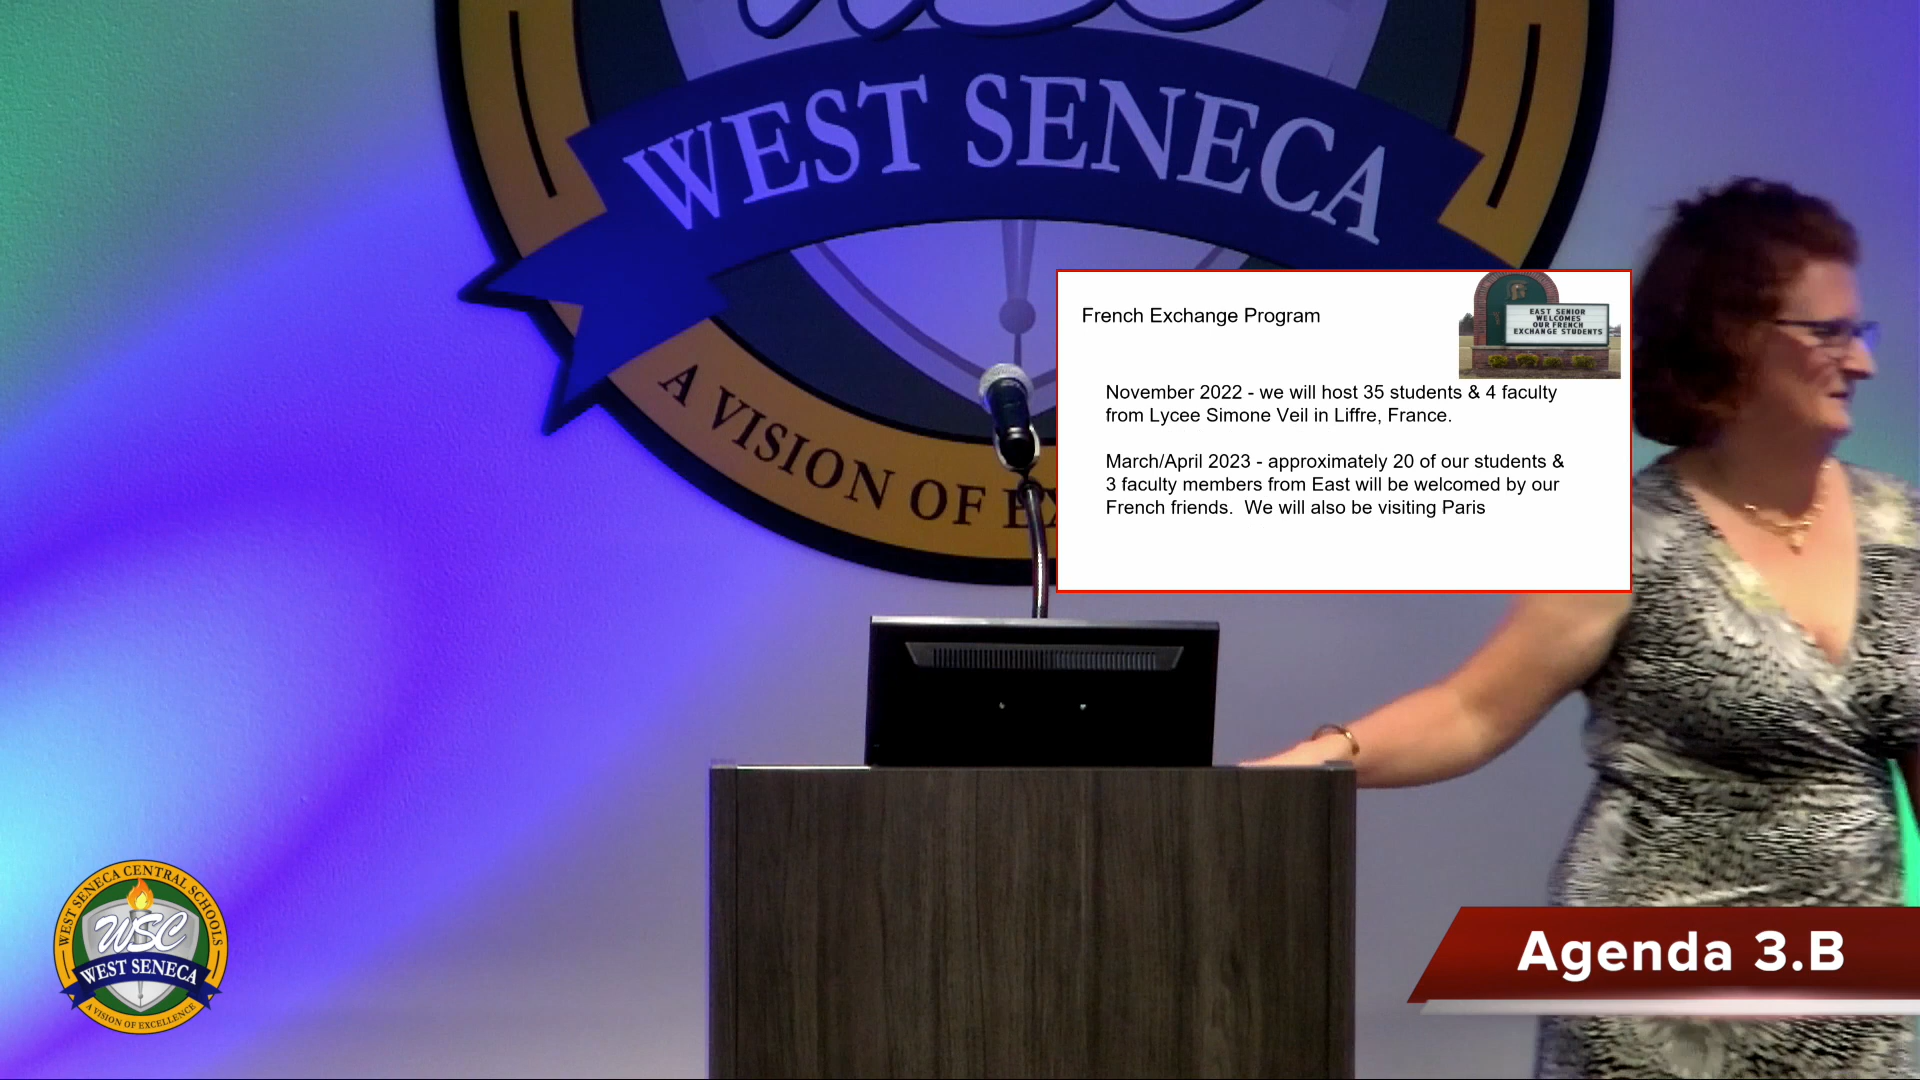 WSC
WEST SENECA
A VISION OF EX
French Exchange Program
EAST SENIOR
WELCOMES
OUR FRENCH
EXCHANGE STUDENTS
November 2022 - we will host 35 students & 4 faculty
from Lycee Simone Veil in Liffre, France.
March/April 2023 - approximately 20 of our students &
3 faculty members from East will be welcomed by our
French friends.  We will also be visiting Paris
WEST SENECA CENTRAL SCHOOLS
WSC
WEST SENECA
A VISION OF EXCELLENCE
Agenda 3.B